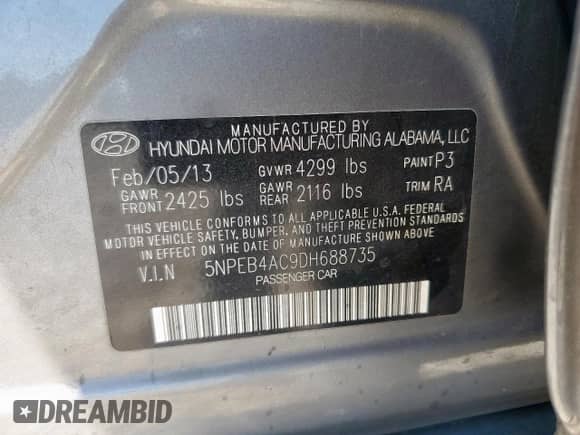 MANUFACTURED BY
HYUNDAI MOTOR MANUFACTURING ALABAMA, LLC
Feb/05/13 GVWR 4299 lbs PAINT P3
GAWR FRONT 2425 lbs GAWR REAR 2116 lbs TRIM RA
THIS VEHICLE CONFORMS TO ALL APPLICABLE U.S.A. FEDERAL
MOTOR VEHICLE SAFETY, BUMPER, AND THEFT PREVENTION STANDARDS
IN EFFECT ON THE DATE OF MANUFACTURE SHOWN ABOVE
V.I.N 5NPEB4AC9DH688735
PASSENGER CAR
DREAMBID